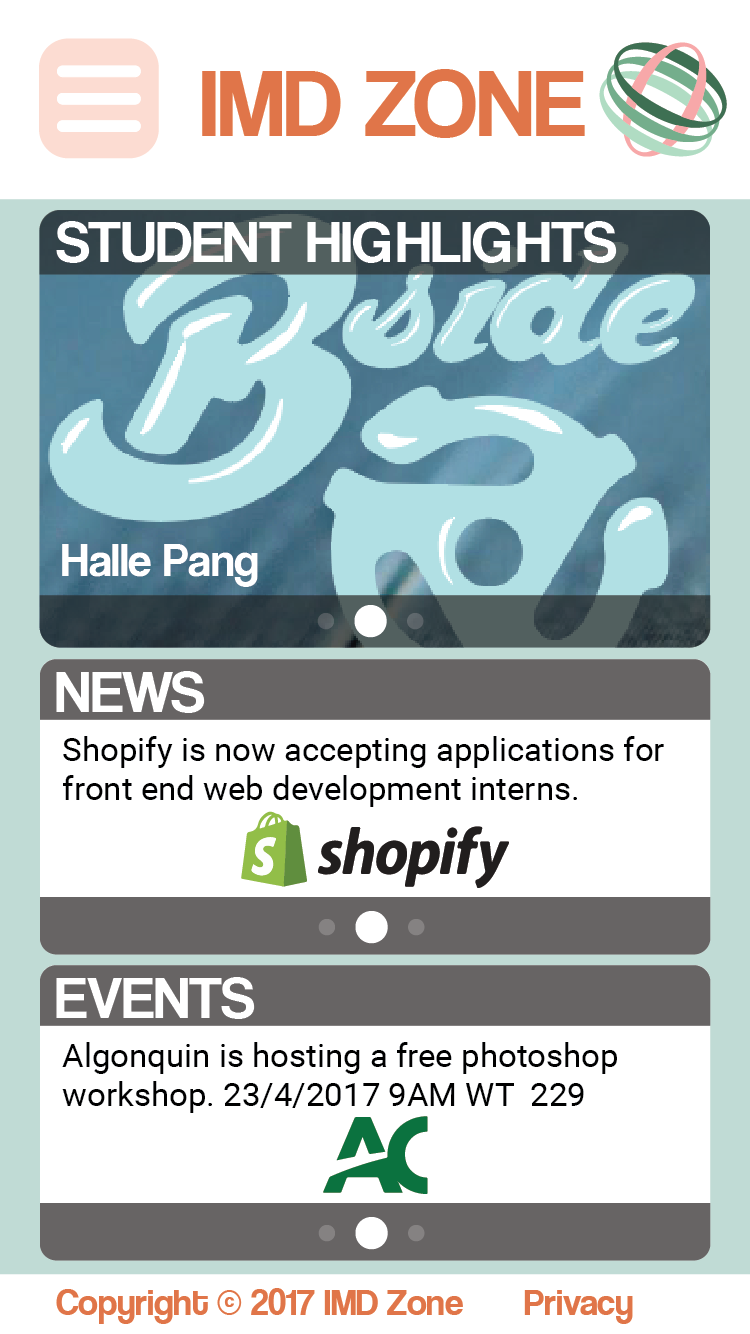 IMD ZONE
STUDENT HIGHLIGHTS
Bside
Halle Pang
NEWS
Shopify is now accepting applications for
front end web development interns.
shopify
EVENTS
Algonquin is hosting a free photoshop
workshop. 23/4/2017 9AM WT 229
AC
Copyright © 2017 IMD Zone Privacy